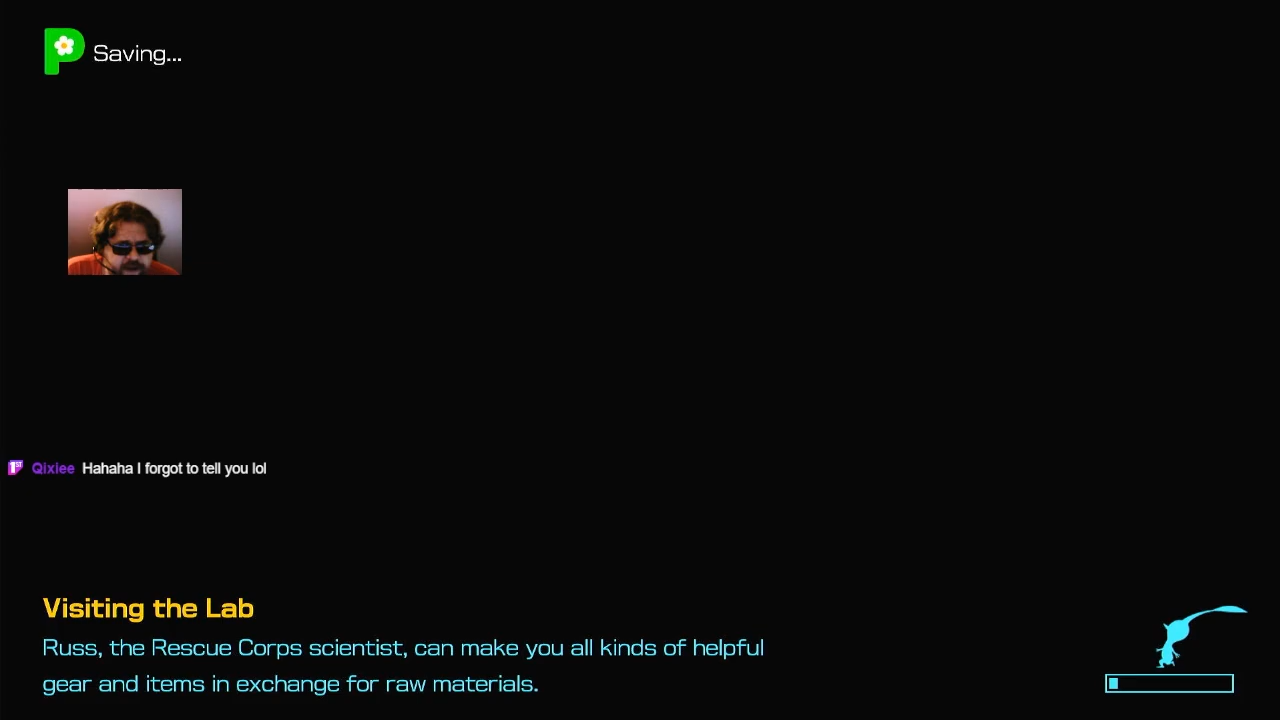 Saving...
Qixiee Hahaha I forgot to tell you lol
Visiting the Lab
Russ, the Rescue Corps scientist, can make you all kinds of helpful
gear and items in exchange for raw materials.